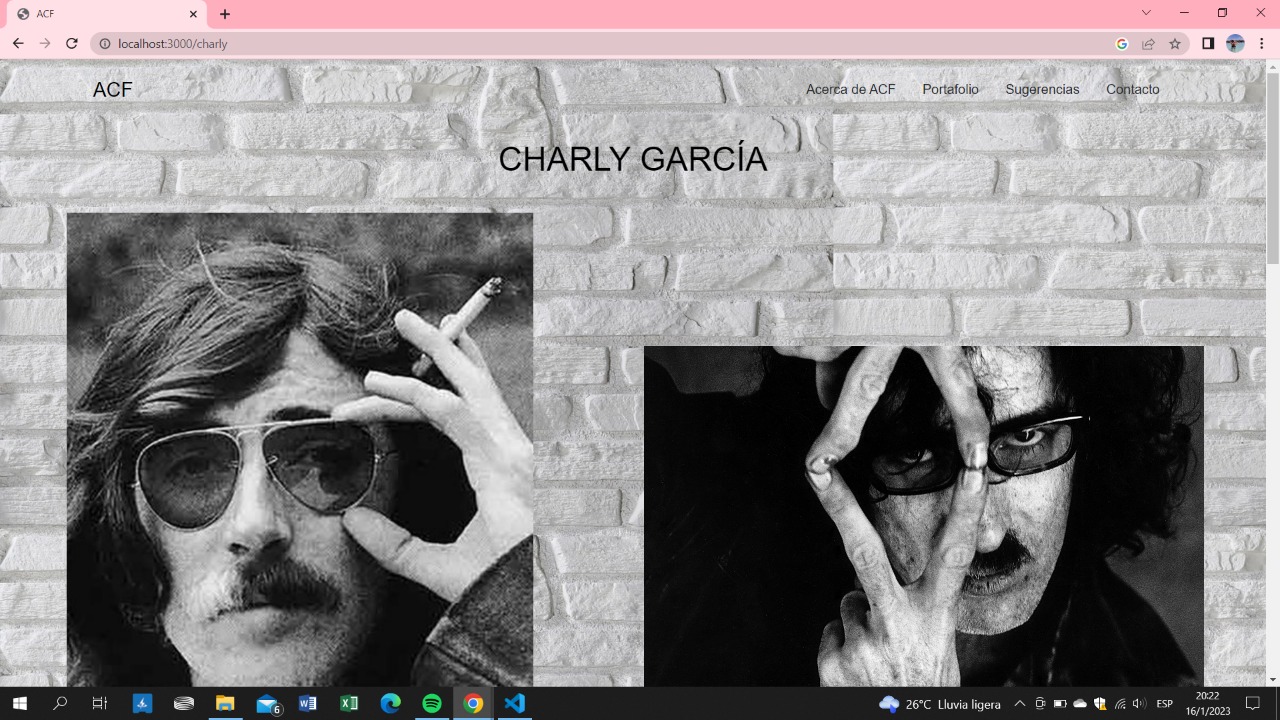 ACF
localhost:3000/charly
ACF
Acerca de ACF Portafolio Sugerencias Contacto
CHARLY GARCÍA
6
26°C Lluvia ligera
ESP
20:22
16/1/2023